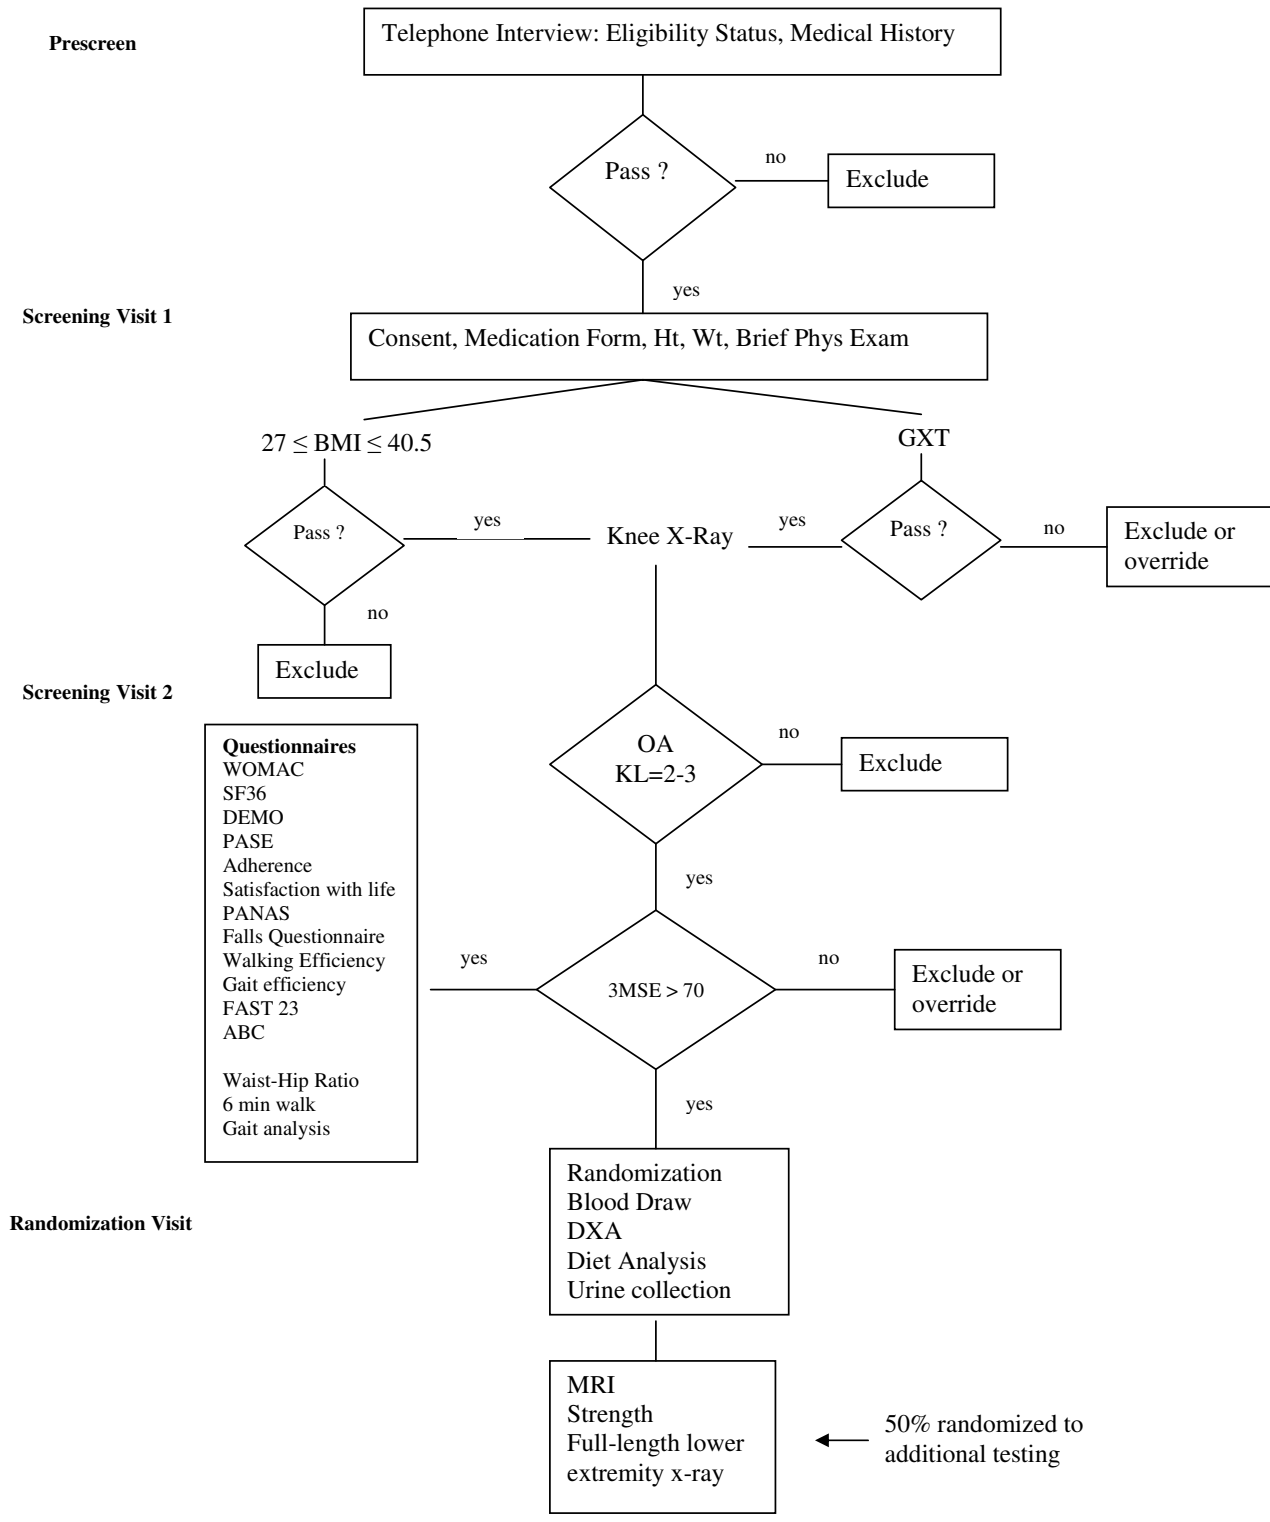 Prescreen
Telephone Interview: Eligibility Status, Medical History
Pass ?
no
Exclude
yes
Screening Visit 1
Consent, Medication Form, Ht, Wt, Brief Phys Exam
27 ≤ BMI ≤ 40.5
GXT
Pass ?
yes
Knee X-Ray
yes
Pass ?
no
Exclude or
override
no
Exclude
Screening Visit 2
Questionnaires
WOMAC
SF36
DEMO
PASE
Adherence
Satisfaction with life
PANAS
Falls Questionnaire
Walking Efficiency
Gait efficiency
FAST 23
ABC
Waist-Hip Ratio
6 min walk
Gait analysis
OA
KL=2-3
no
Exclude
yes
yes
3MSE > 70
no
Exclude or
override
yes
Randomization Visit
Randomization
Blood Draw
DXA
Diet Analysis
Urine collection
MRI
Strength
Full-length lower
extremity x-ray
50% randomized to
additional testing